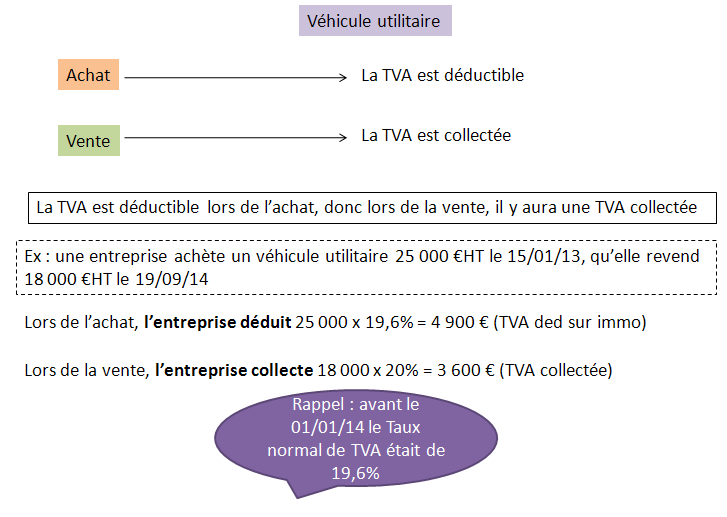 Véhicule utilitaire
Achat
La TVA est déductible
Vente
La TVA est collectée
La TVA est déductible lors de l'achat, donc lors de la vente, il y aura une TVA collectée
Ex : une entreprise achète un véhicule utilitaire 25 000 €HT le 15/01/13, qu'elle revend
18 000 €HT le 19/09/14
Lors de l'achat, l'entreprise déduit 25 000 x 19,6% = 4 900 € (TVA ded sur immo)
Lors de la vente, l'entreprise collecte 18 000 x 20% = 3 600 € (TVA collectée)
Rappel : avant le
01/01/14 le Taux
normal de TVA était de
19,6%